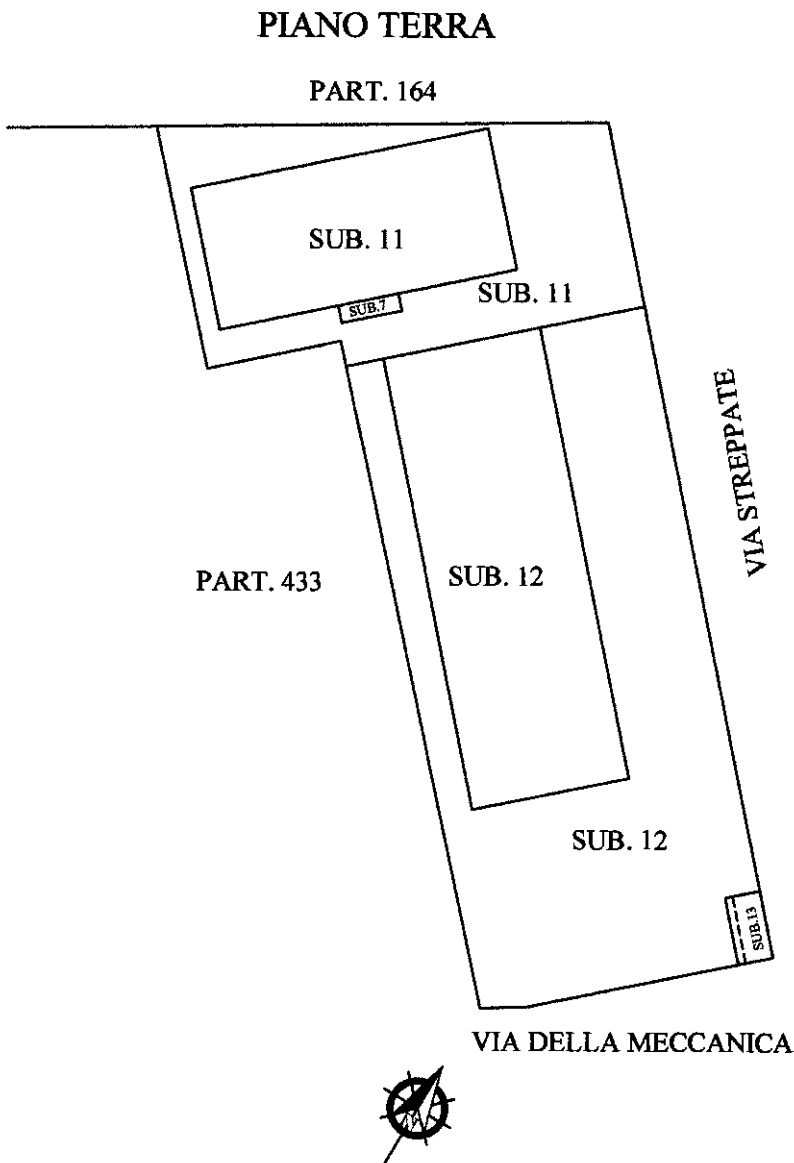 PIANO TERRA
PART. 164
SUB. 11
SUB. 11
SUB.7
VIA STREPPATE
PART. 433
SUB. 12
SUB. 12
SUB.13
VIA DELLA MECCANICA